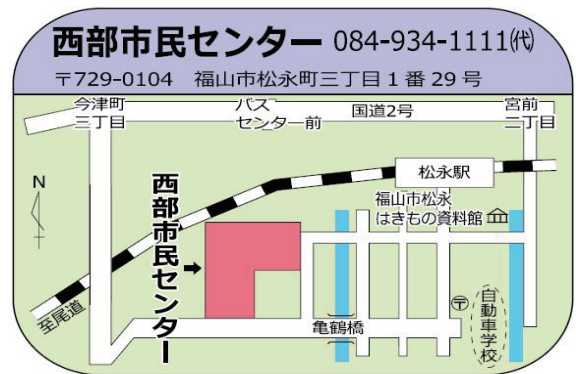 西部市民センター 084-934-1111㈹
〒729-0104 福山市松永町三丁目1番29号
今津町
三丁目
バス
センター前
国道2号
宮前
二丁目
N
松永駅
福山市松永
はきもの資料館
西部市民センター
至尾道
亀鶴橋
〒
自動車学校